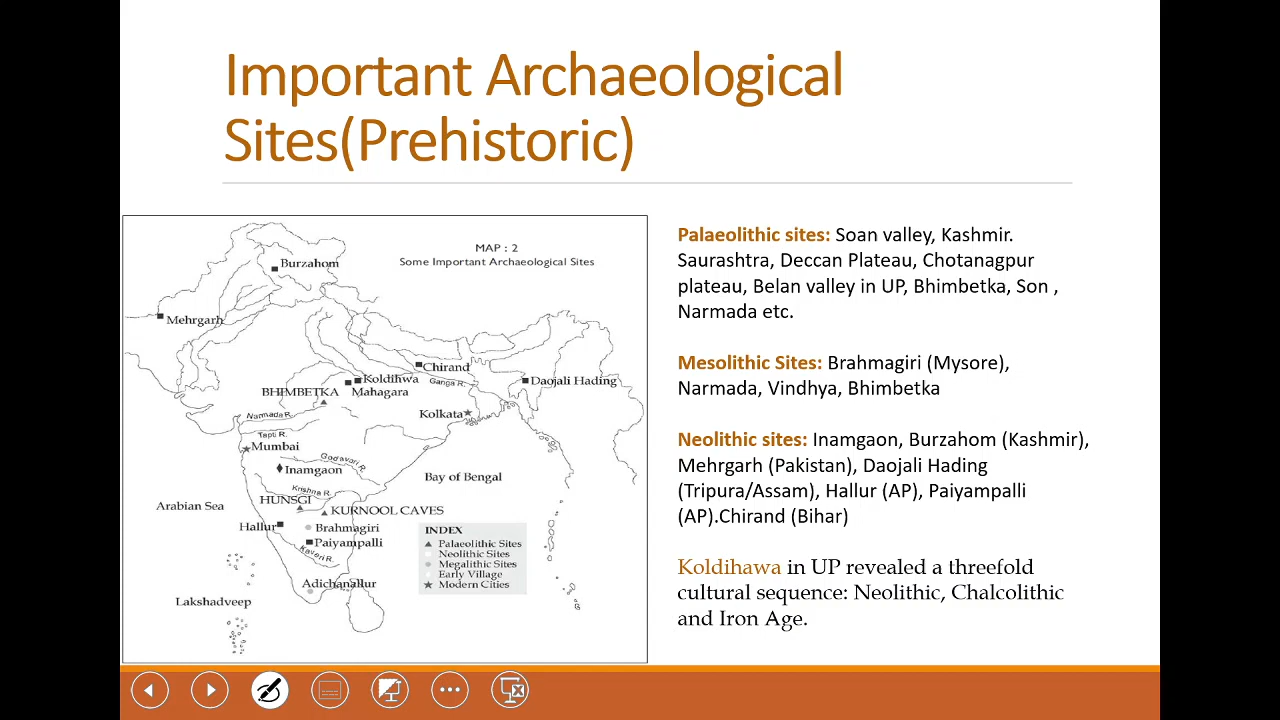 Important Archaeological
Sites(Prehistoric)
MAP : 2
Some Important Archaeological Sites
Burzahom
Mehrgarh
Chirand
Koldihwa
Ganga R.
Daojali Hading
BHIMBETKA
Mahagara
Kolkata
Narmada R.
Tapti R.
Mumbai
Godavari R.
Inamgaon
Bay of Bengal
Krishna R.
HUNSGI
Arabian Sea
KURNOOL CAVES
Hallur
Brahmagiri
Paiyampalli
Kaveri R.
Adichanallur
Lakshadveep
INDEX
Palaeolithic Sites
Neolithic Sites
Megalithic Sites
Early Village
Modern Cities
Palaeolithic sites: Soan valley, Kashmir.
Saurashtra, Deccan Plateau, Chotanagpur
plateau, Belan valley in UP, Bhimbetka, Son ,
Narmada etc.
Mesolithic Sites: Brahmagiri (Mysore),
Narmada, Vindhya, Bhimbetka
Neolithic sites: Inamgaon, Burzahom (Kashmir),
Mehrgarh (Pakistan), Daojali Hading
(Tripura/Assam), Hallur (AP), Paiyampalli
(AP).Chirand (Bihar)
Koldihawa in UP revealed a threefold
cultural sequence: Neolithic, Chalcolithic
and Iron Age.